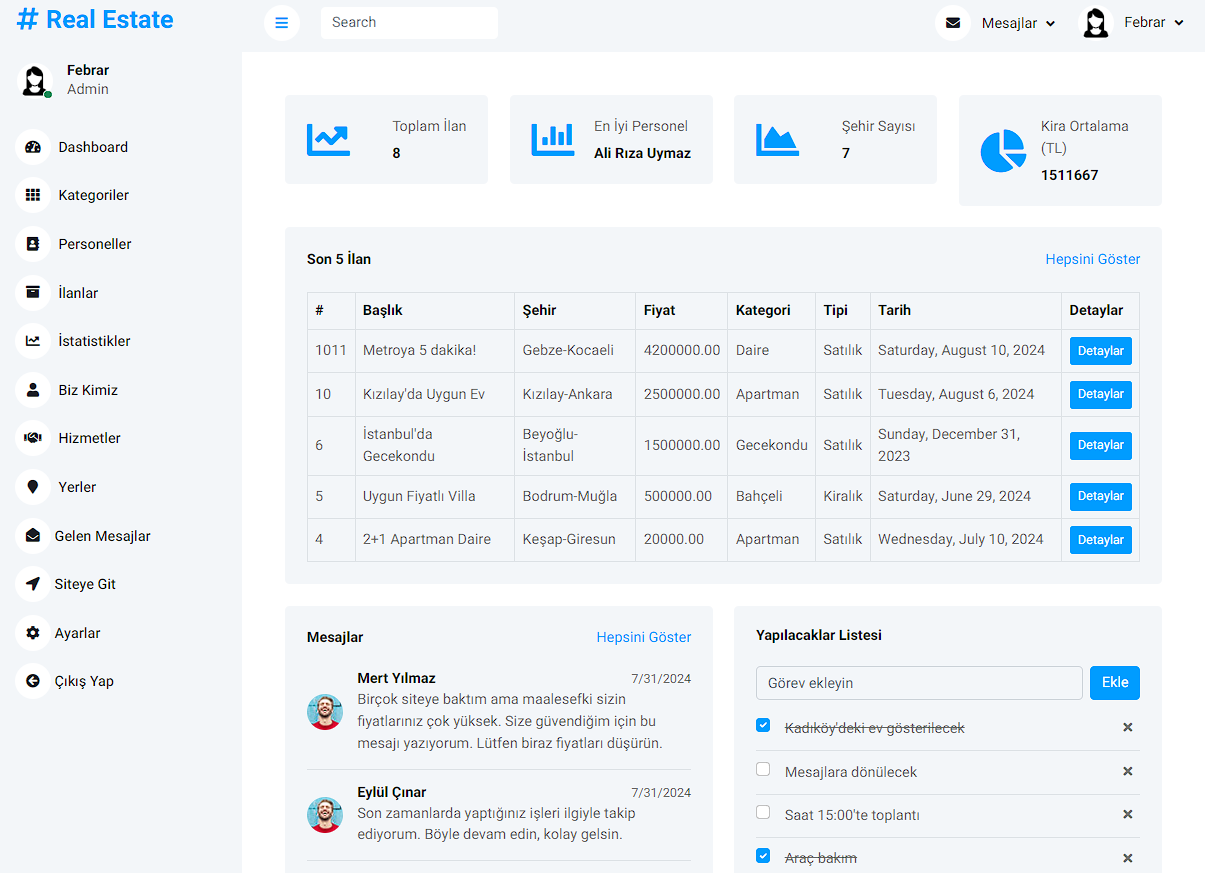 # Real Estate
Search
Mesajlar
Febrar
Febrar
Admin
Dashboard
Kategoriler
Personeller
İlanlar
İstatistikler
Biz Kimiz
Hizmetler
Yerler
Gelen Mesajlar
Siteye Git
Ayarlar
Çıkış Yap
Toplam İlan
8
En İyi Personel
Ali Rıza Uymaz
Şehir Sayısı
7
Kira Ortalama
(TL)
1511667
Son 5 İlan
Hepsini Göster
# Başlık Şehir Fiyat Kategori Tipi Tarih Detaylar
1011 Metroya 5 dakika! Gebze-Kocaeli 4200000.00 Daire Satılık Saturday, August 10, 2024 Detaylar
10 Kızılay'da Uygun Ev Kızılay-Ankara 2500000.00 Apartman Satılık Tuesday, August 6, 2024 Detaylar
6 İstanbul'da Gecekondu Beyoğlu-İstanbul 1500000.00 Gecekondu Satılık Sunday, December 31, 2023 Detaylar
5 Uygun Fiyatlı Villa Bodrum-Muğla 500000.00 Bahçeli Kiralık Saturday, June 29, 2024 Detaylar
4 2+1 Apartman Daire Keşap-Giresun 20000.00 Apartman Satılık Wednesday, July 10, 2024 Detaylar
Mesajlar
Hepsini Göster
Mert Yılmaz 7/31/2024
Birçok siteye baktım ama maalesefki sizin
fiyatlarınız çok yüksek. Size güvendiğim için bu
mesajı yazıyorum. Lütfen biraz fiyatları düşürün.
Eylül Çınar 7/31/2024
Son zamanlarda yaptığınız işleri ilgiyle takip
ediyorum. Böyle devam edin, kolay gelsin.
Yapılacaklar Listesi
Görev ekleyin
Ekle
Kadıköy'deki ev gösterilecek
Mesajlara dönülecek
Saat 15:00'te toplantı
Araç bakım